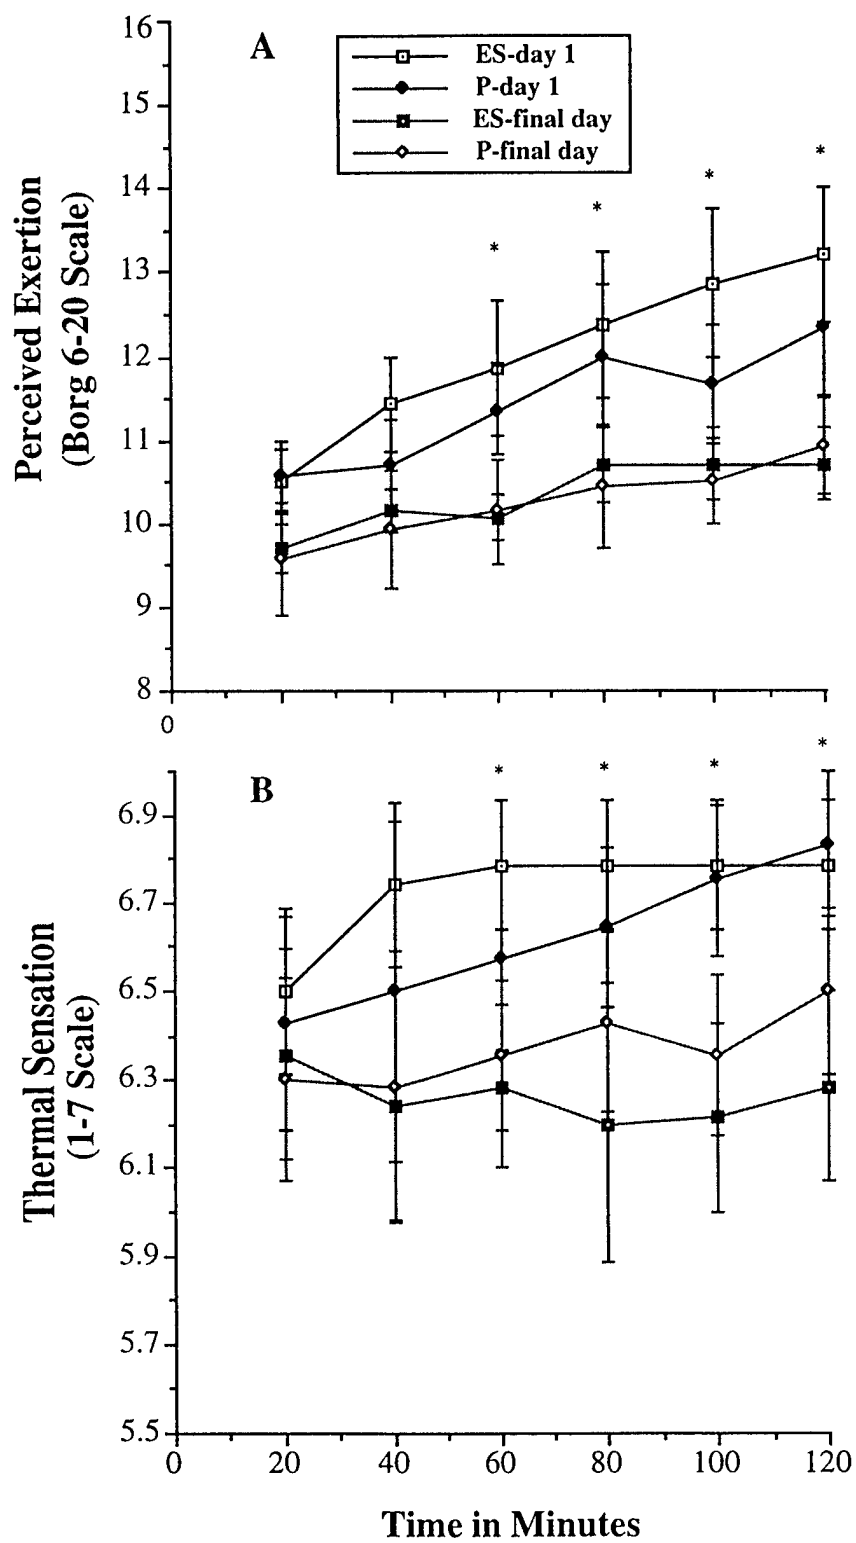 A
ES-day 1
P-day 1
ES-final day
P-final day
Perceived Exertion
(Borg 6-20 Scale)
16
15
14
13
12
11
10
9
8
0
* * * * 
B
Thermal Sensation
(1-7 Scale)
* * * *
6.9
6.7
6.5
6.3
6.1
5.9
5.7
5.5
0 20 40 60 80 100 120
Time in Minutes